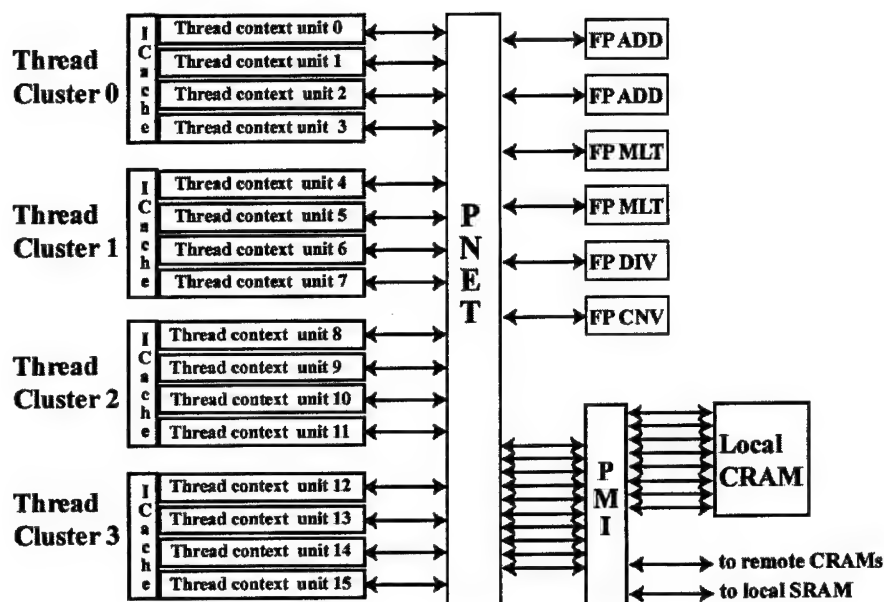 Thread
Cluster 0
I
C
a
c
h
e
Thread context unit 0
Thread context unit 1
Thread context unit 2
Thread context unit 3
Thread
Cluster 1
I
C
a
c
h
e
Thread context unit 4
Thread context unit 5
Thread context unit 6
Thread context unit 7
Thread
Cluster 2
I
C
a
c
h
e
Thread context unit 8
Thread context unit 9
Thread context unit 10
Thread context unit 11
Thread
Cluster 3
I
C
a
c
h
e
Thread context unit 12
Thread context unit 13
Thread context unit 14
Thread context unit 15
P
N
E
T
FP ADD
FP ADD
FP MLT
FP MLT
FP DIV
FP CNV
P
M
I
Local
CRAM
to remote CRAMs
to local SRAM